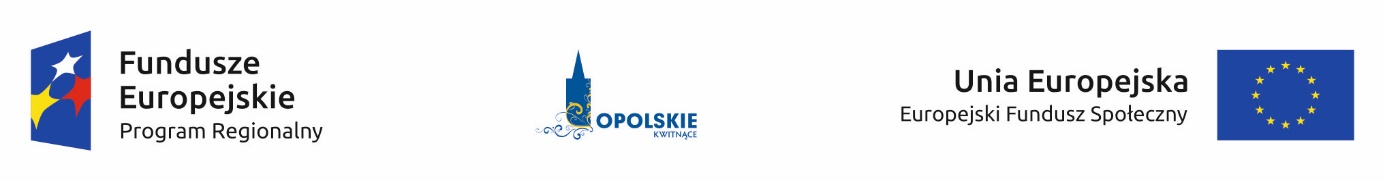 Fundusze
Europejskie
Program Regionalny
OPOLSKIE
KWITNĄCE
Unia Europejska
Europejski Fundusz Społeczny